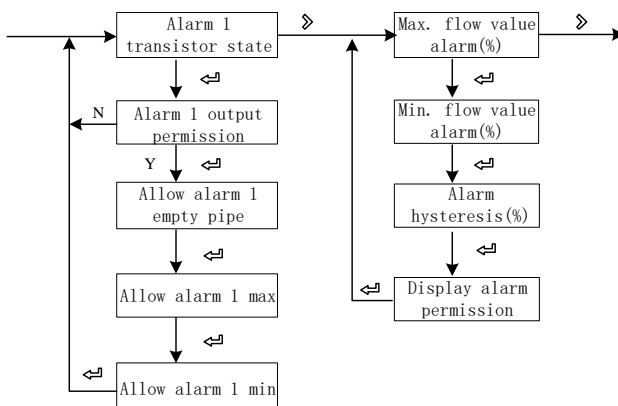 Alarm 1
transistor state
Max. flow value
alarm(%)
N
Alarm 1 output
permission
Min. flow value
alarm(%)
Y
Allow alarm 1
empty pipe
Alarm
hysteresis(%)
Allow alarm 1 max
Display alarm
permission
Allow alarm 1 min